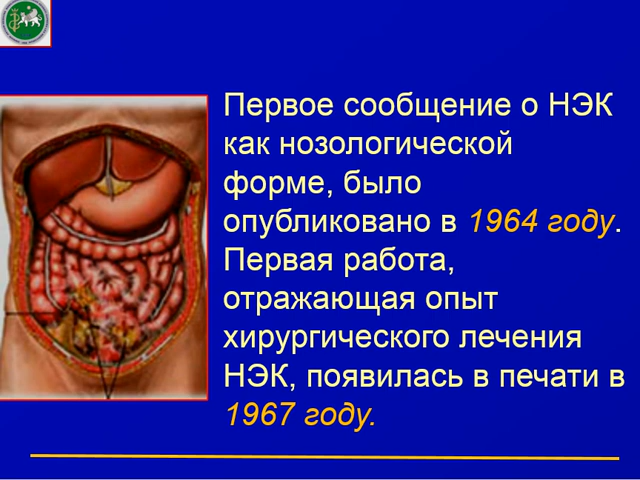 Первое сообщение о НЭК
как нозологической
форме, было
опубликовано в 1964 году.
Первая работа,
отражающая опыт
хирургического лечения
НЭК, появилась в печати в
1967 году.